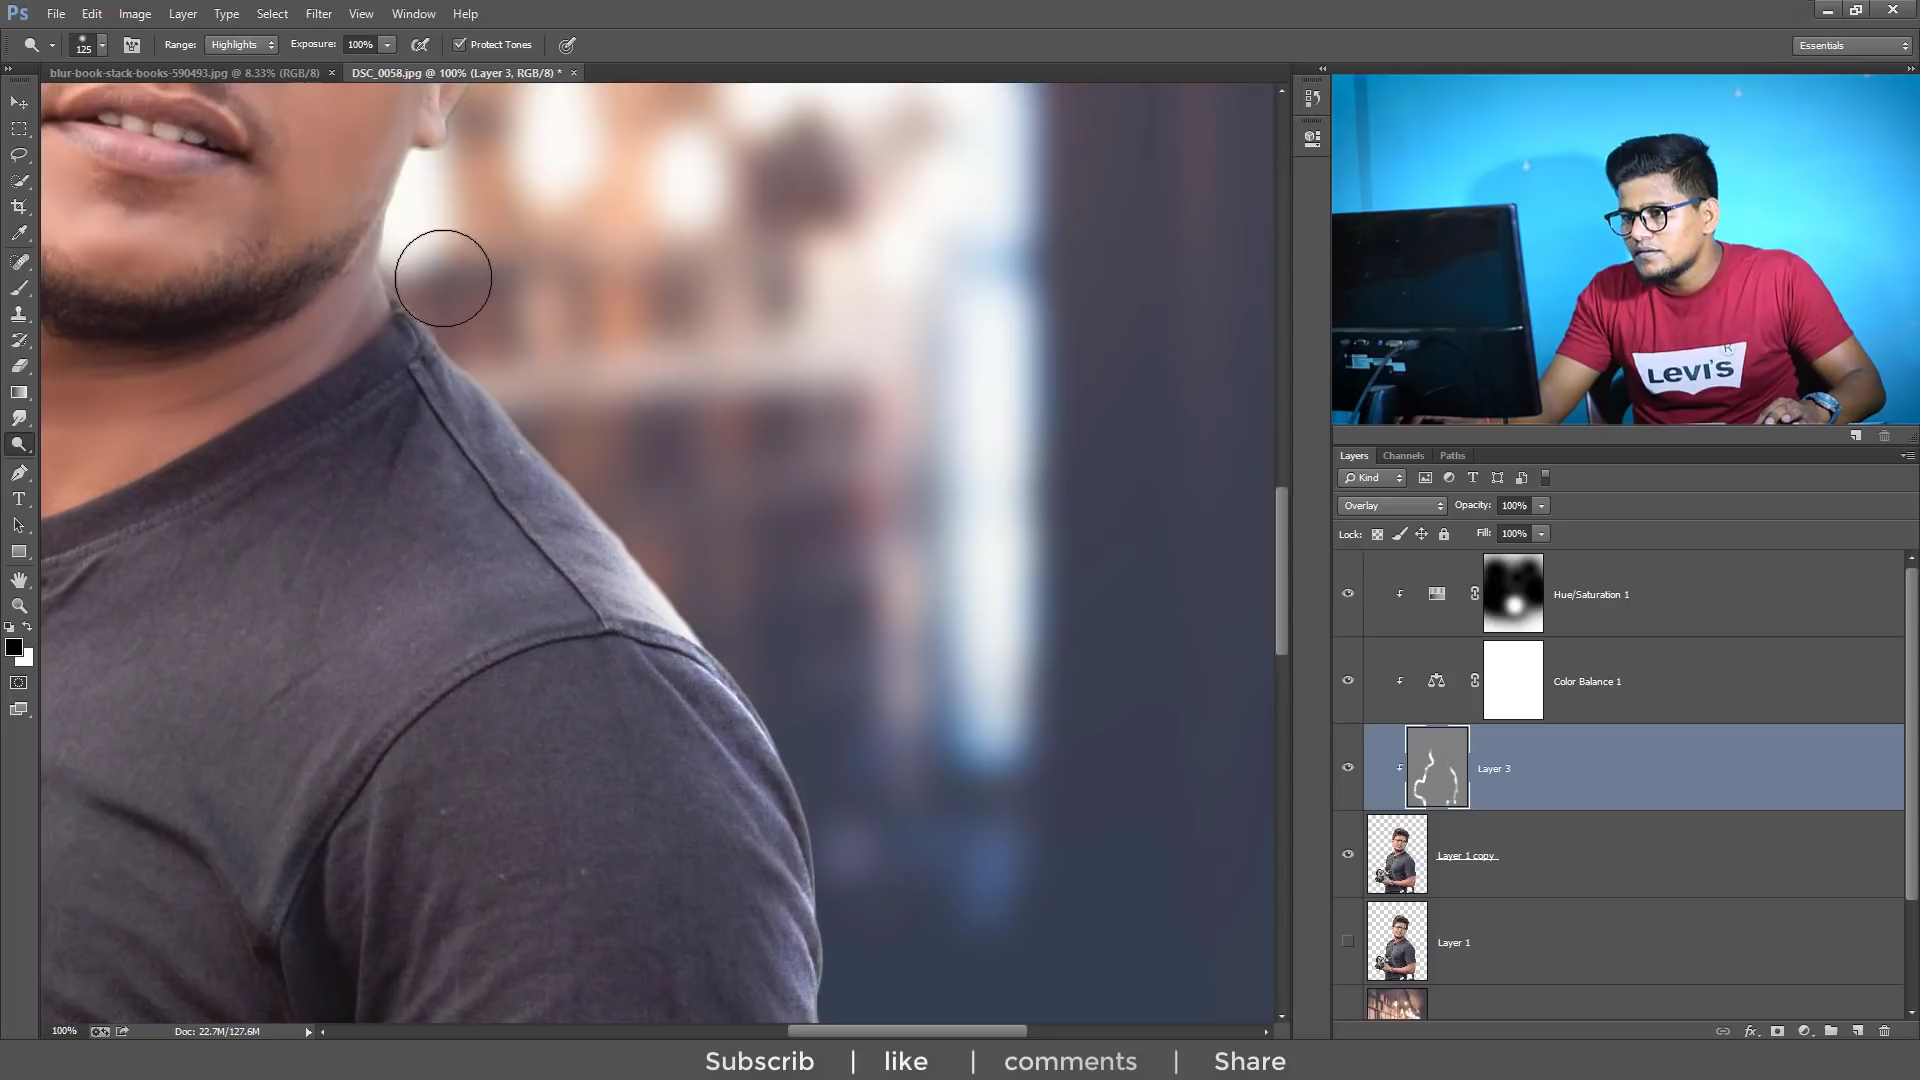 Ps File Edit Image Layer Type Select Filter View Window Help
125 Range: Highlights Exposure: 100% Protect Tones Essentials
blur-book-stack-books-590493.jpg @ 8.33% (RGB/8) × DSC_0058.jpg @ 100% (Layer 3, RGB/8) * ×
LEVI'S
R
Layers Channels Paths
Kind
Overlay Opacity: 100%
Lock: Fill: 100%
Hue/Saturation 1
Color Balance 1
Layer 3
Layer 1 copy
Layer 1
T
fx
100% Doc: 22.7M/127.6M
Subscrib | like | comments | Share